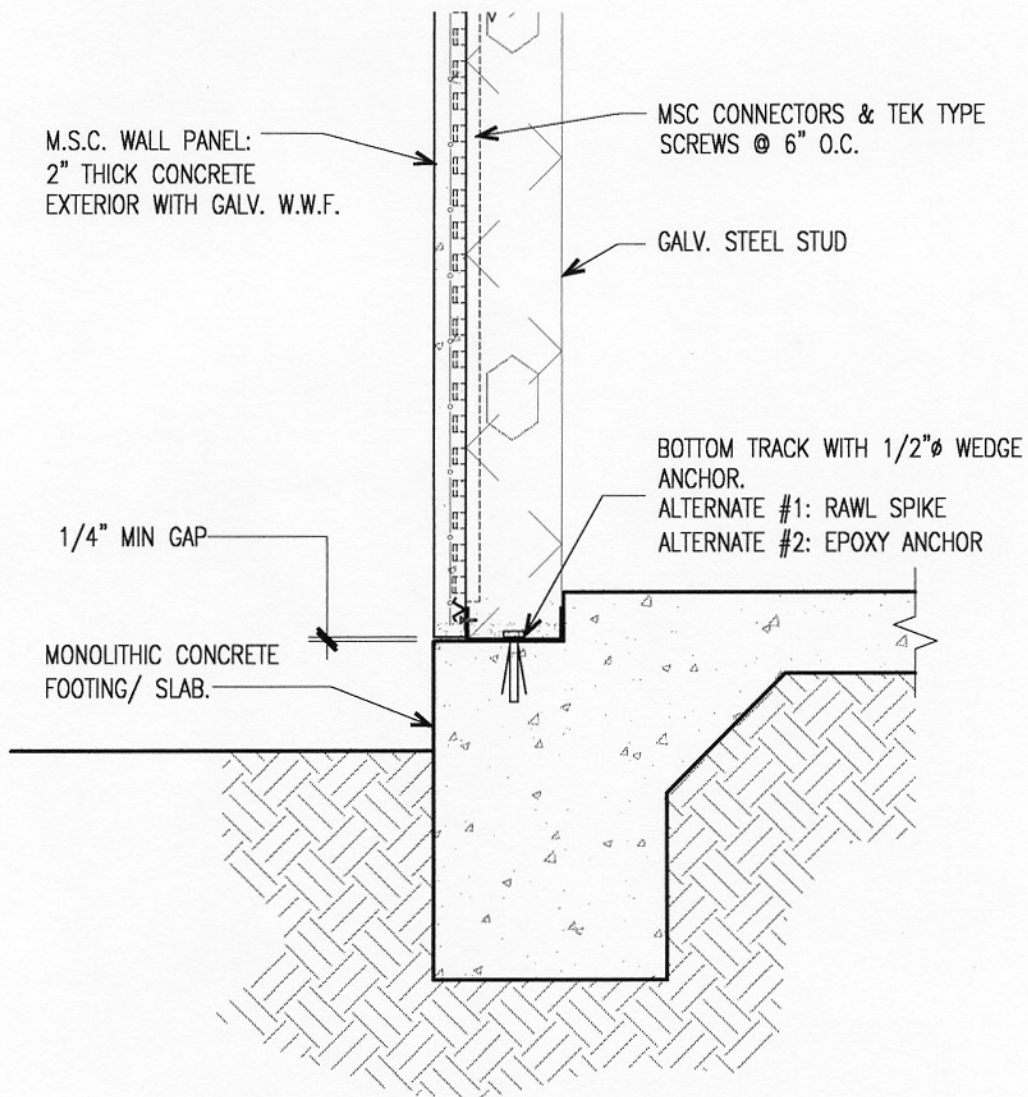 M.S.C. WALL PANEL:
2" THICK CONCRETE
EXTERIOR WITH GALV. W.W.F.
MSC CONNECTORS & TEK TYPE
SCREWS @ 6" O.C.
GALV. STEEL STUD
BOTTOM TRACK WITH 1/2"ø WEDGE
ANCHOR.
ALTERNATE #1: RAWL SPIKE
ALTERNATE #2: EPOXY ANCHOR
1/4" MIN GAP
MONOLITHIC CONCRETE
FOOTING/ SLAB.